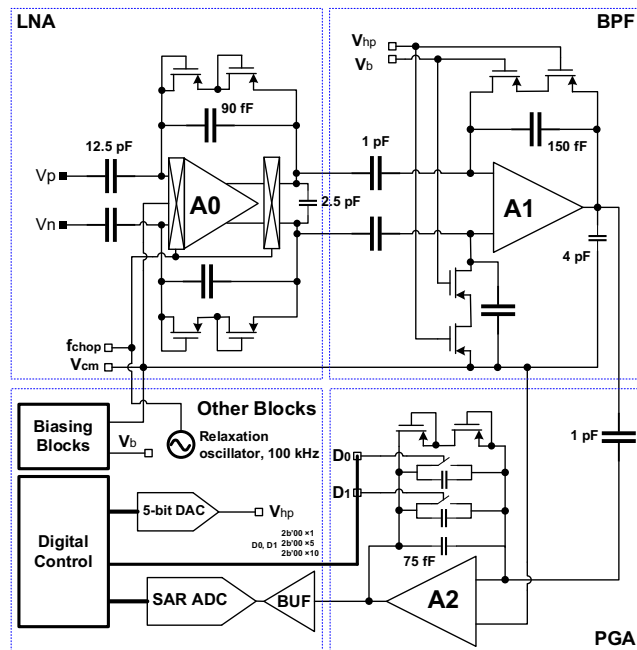 LNA
BPF
Vhp
Vb
90 fF
12.5 pF
1 pF
150 fF
Vp
A0
A1
2.5 pF
Vn
4 pF
fchop
Vcm
Biasing
Blocks
Other Blocks
Vb
Relaxation
oscillator, 100 kHz
1 pF
D0
D1
5-bit DAC
Vhp
Digital
Control
2b'00 ×1
D0, D1 2b'00 ×5
2b'00 ×10
75 fF
SAR ADC
BUF
A2
PGA